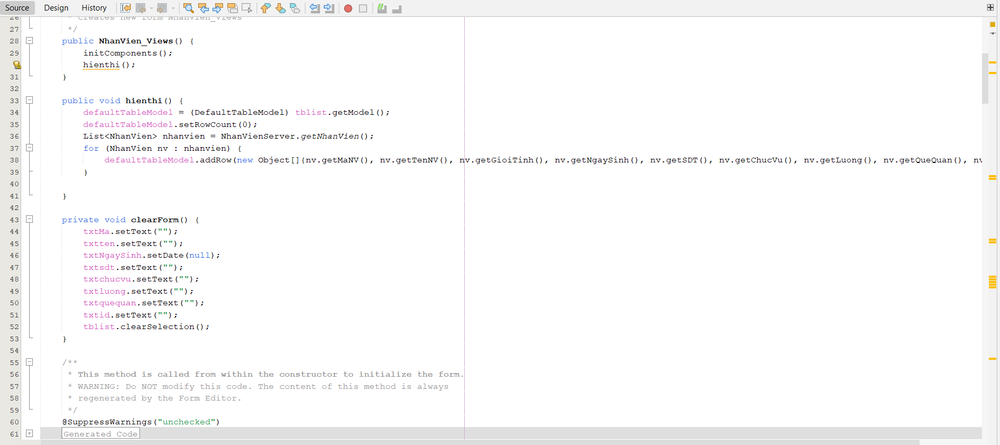 Source Design History
26 * Creates new form NhanVien_Views
27 */
28 public NhanVien_Views() {
29 initComponents();
hienthi();
31 }
32
33 public void hienthi() {
34 defaultTableModel = (DefaultTableModel) tblist.getModel();
35 defaultTableModel.setRowCount(0);
36 List<NhanVien> nhanvien = NhanVienServer.getNhanVien();
37 for (NhanVien nv : nhanvien) {
38 defaultTableModel.addRow(new Object[]{nv.getMaNV(), nv.getTenNV(), nv.getGioiTinh(), nv.getNgaySinh(), nv.getSDT(), nv.getChucVu(), nv.getLuong(), nv.getQueQuan(), nv
39 }
40
41 }
42
43 private void clearForm() {
44 txtMa.setText("");
45 txtten.setText("");
46 txtNgaySinh.setDate(null);
47 txtsdt.setText("");
48 txtchucvu.setText("");
49 txtluong.setText("");
50 txtquequan.setText("");
51 txtid.setText("");
52 tblist.clearSelection();
53 }
54
55 /**
56 * This method is called from within the constructor to initialize the form.
57 * WARNING: Do NOT modify this code. The content of this method is always
58 * regenerated by the Form Editor.
59 */
60 @SuppressWarnings("unchecked")
61 Generated Code